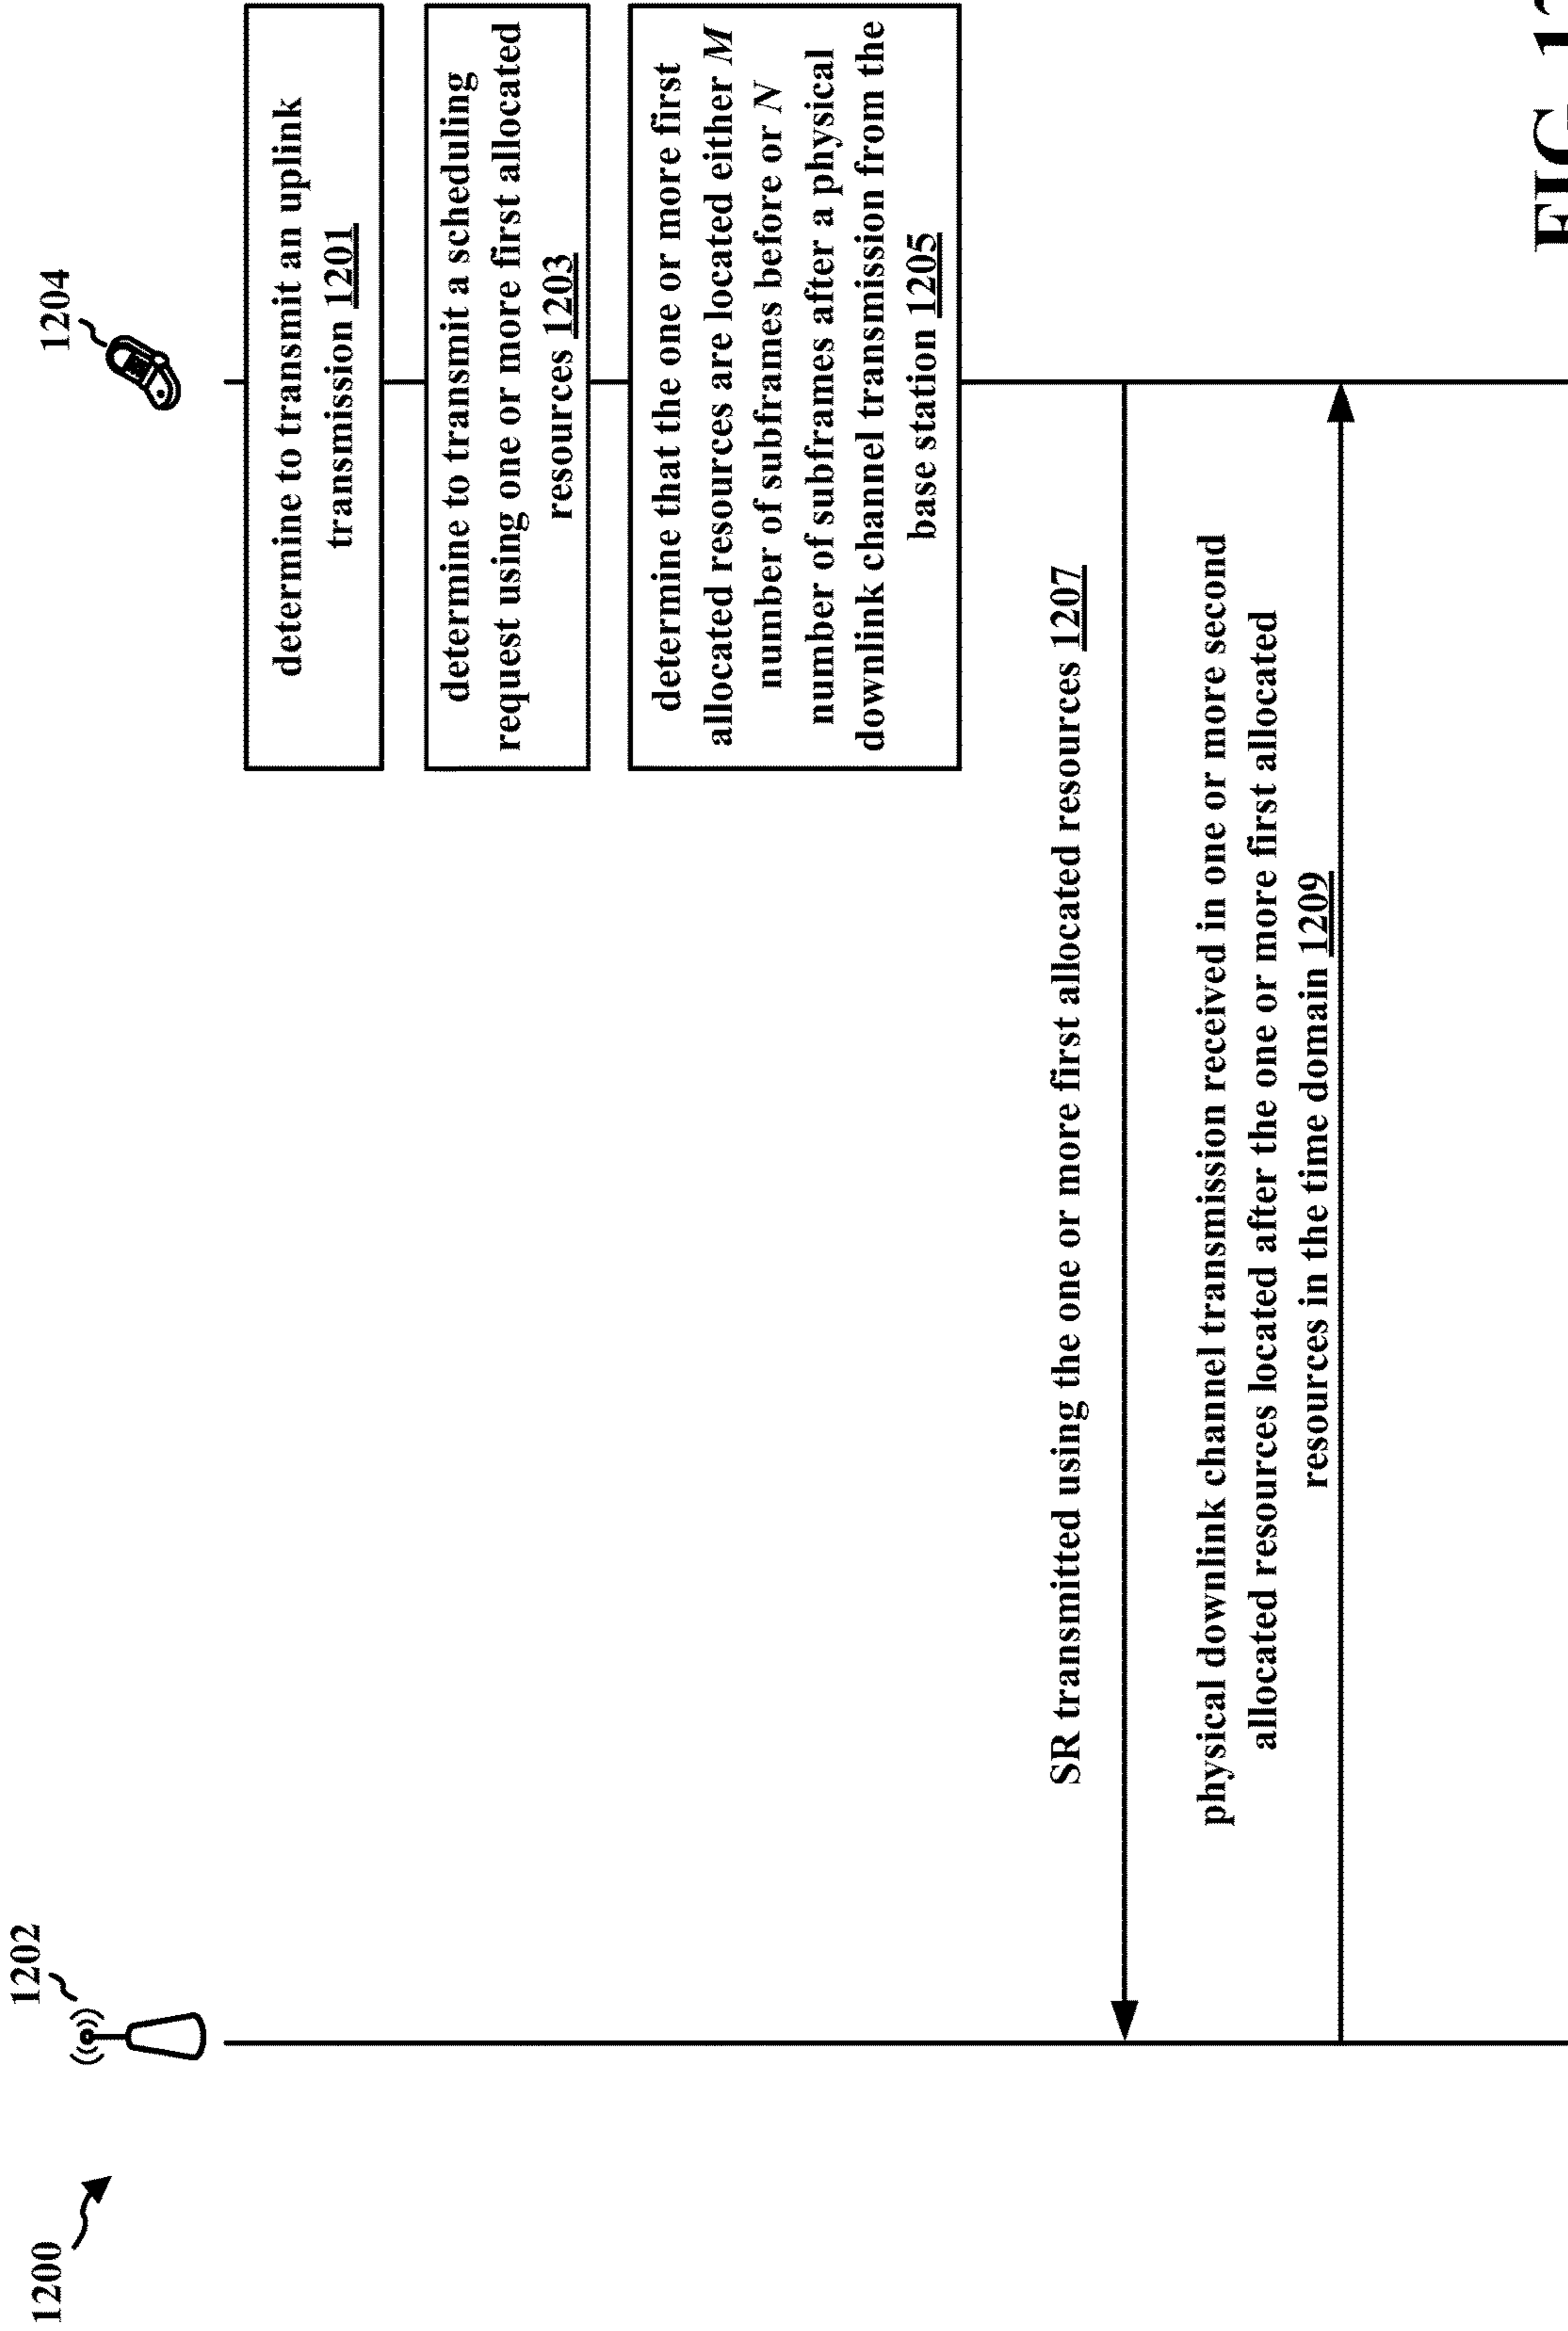 1200
1202
1204
determine to transmit an uplink
transmission 1201
determine to transmit a scheduling
request using one or more first allocated
resources 1203
determine that the one or more first
allocated resources are located either M
number of subframes before or N
number of subframes after a physical
downlink channel transmission from the
base station 1205
SR transmitted using the one or more first allocated resources 1207
physical downlink channel transmission received in one or more second
allocated resources located after the one or more first allocated
resources in the time domain 1209